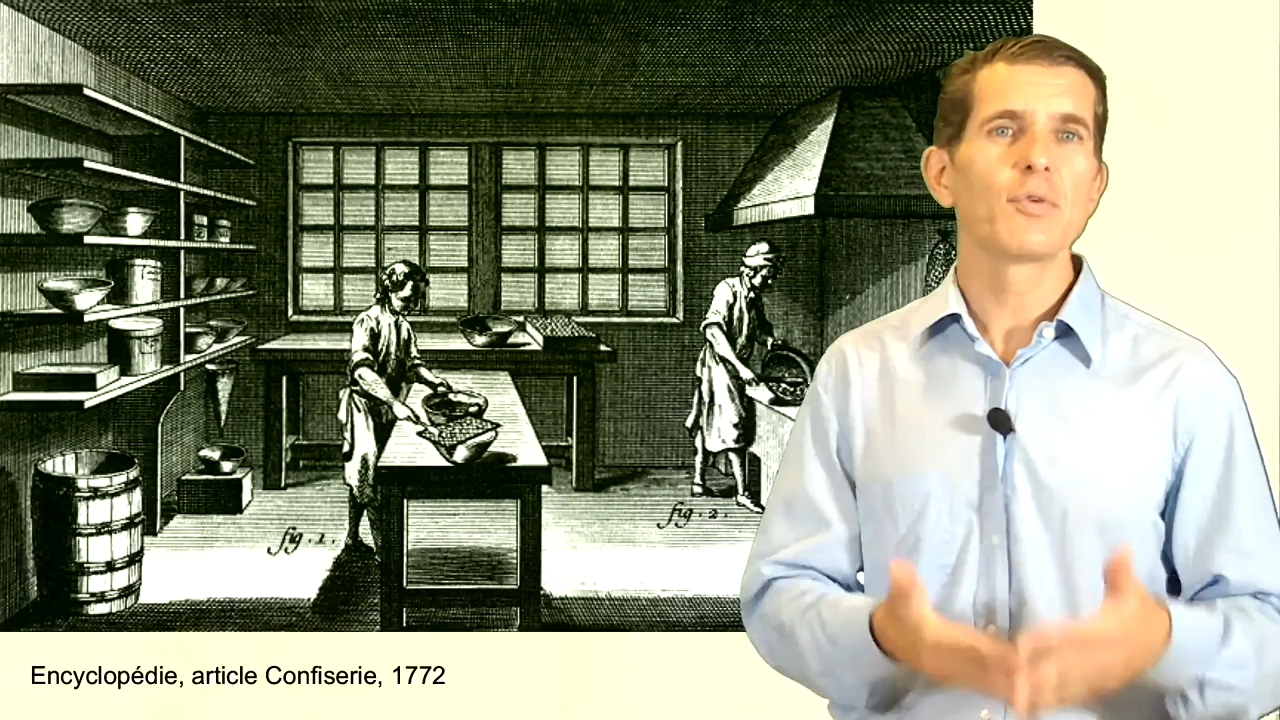 fig. 1.
fig. 2.
Encyclopédie, article Confiserie, 1772